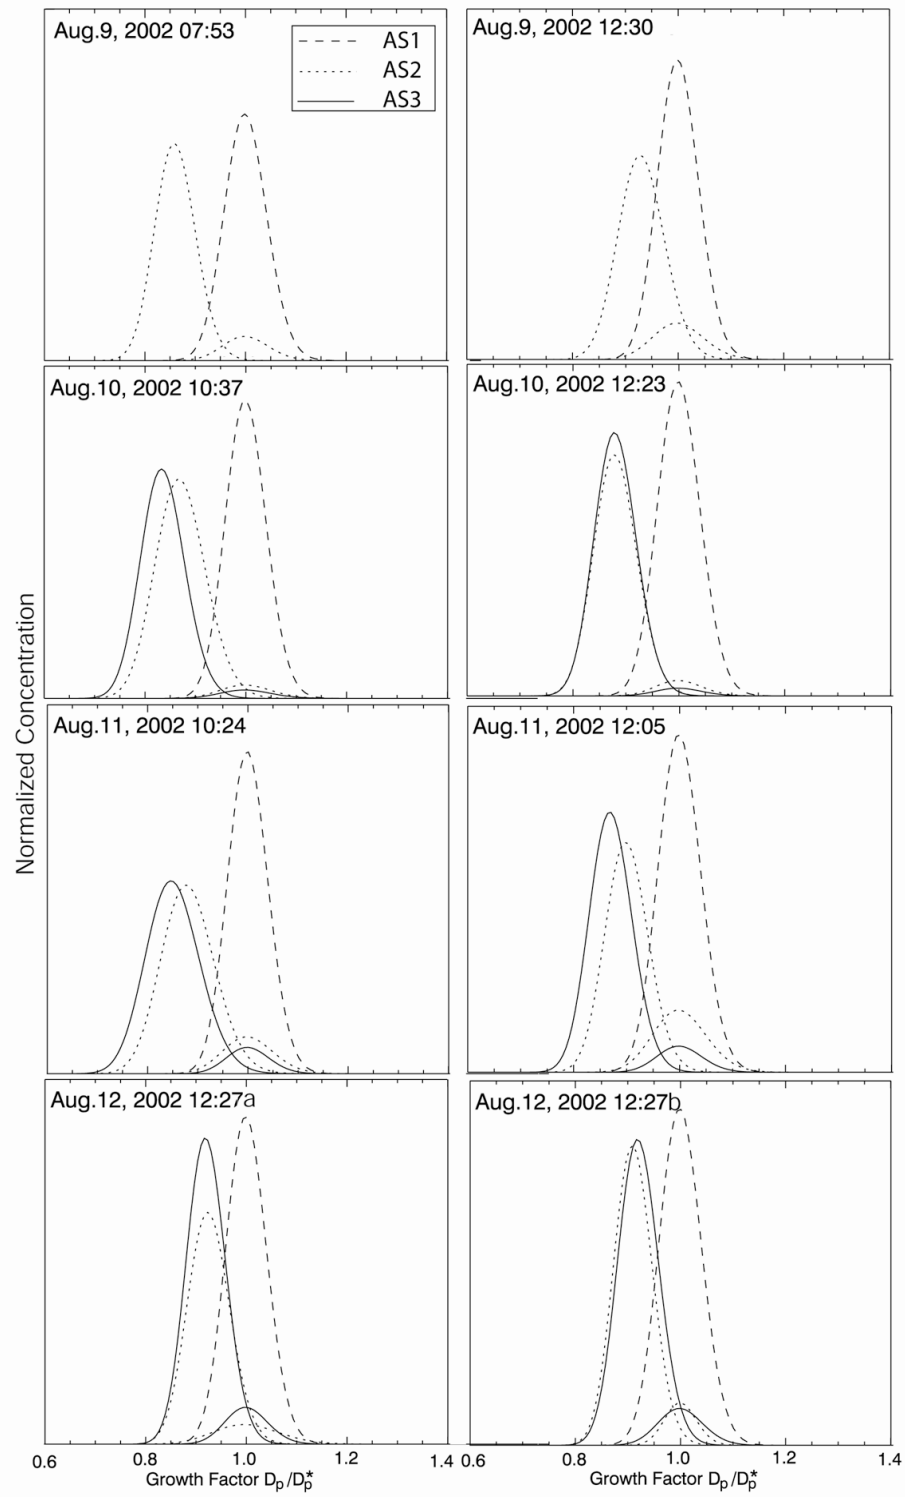 Aug.9, 2002 07:53
AS1
AS2
AS3
Aug.9, 2002 12:30
Aug.10, 2002 10:37
Aug.10, 2002 12:23
Aug.11, 2002 10:24
Aug.11, 2002 12:05
Aug.12, 2002 12:27a
Aug.12, 2002 12:27b
Normalized Concentration
0.6 0.8 1.0 1.2 1.4
0.6 0.8 1.0 1.2 1.4
Growth Factor Dp/Dp*
Growth Factor Dp/Dp*